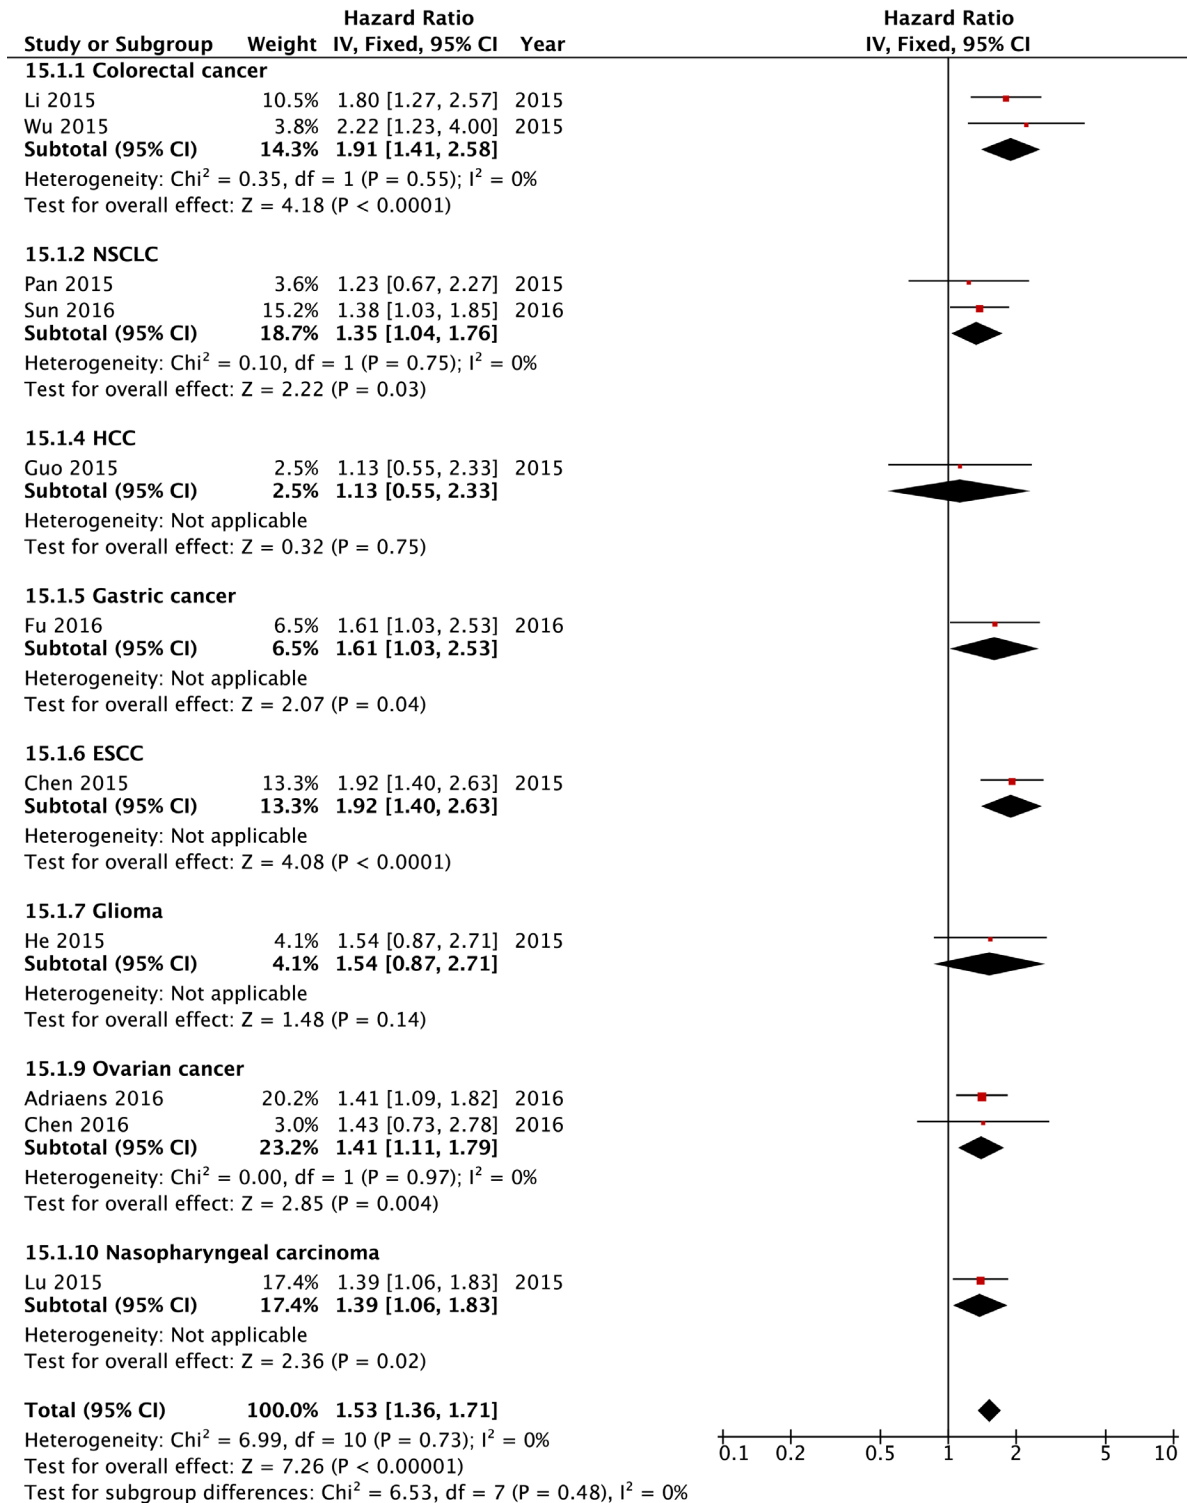 Hazard Ratio Hazard Ratio
Study or Subgroup Weight IV, Fixed, 95% CI Year IV, Fixed, 95% CI
15.1.1 Colorectal cancer
Li 2015 10.5% 1.80 [1.27, 2.57] 2015
Wu 2015 3.8% 2.22 [1.23, 4.00] 2015
Subtotal (95% CI) 14.3% 1.91 [1.41, 2.58]
Heterogeneity: Chi² = 0.35, df = 1 (P = 0.55); I² = 0%
Test for overall effect: Z = 4.18 (P < 0.0001)
15.1.2 NSCLC
Pan 2015 3.6% 1.23 [0.67, 2.27] 2015
Sun 2016 15.2% 1.38 [1.03, 1.85] 2016
Subtotal (95% CI) 18.7% 1.35 [1.04, 1.76]
Heterogeneity: Chi² = 0.10, df = 1 (P = 0.75); I² = 0%
Test for overall effect: Z = 2.22 (P = 0.03)
15.1.4 HCC
Guo 2015 2.5% 1.13 [0.55, 2.33] 2015
Subtotal (95% CI) 2.5% 1.13 [0.55, 2.33]
Heterogeneity: Not applicable
Test for overall effect: Z = 0.32 (P = 0.75)
15.1.5 Gastric cancer
Fu 2016 6.5% 1.61 [1.03, 2.53] 2016
Subtotal (95% CI) 6.5% 1.61 [1.03, 2.53]
Heterogeneity: Not applicable
Test for overall effect: Z = 2.07 (P = 0.04)
15.1.6 ESCC
Chen 2015 13.3% 1.92 [1.40, 2.63] 2015
Subtotal (95% CI) 13.3% 1.92 [1.40, 2.63]
Heterogeneity: Not applicable
Test for overall effect: Z = 4.08 (P < 0.0001)
15.1.7 Glioma
He 2015 4.1% 1.54 [0.87, 2.71] 2015
Subtotal (95% CI) 4.1% 1.54 [0.87, 2.71]
Heterogeneity: Not applicable
Test for overall effect: Z = 1.48 (P = 0.14)
15.1.9 Ovarian cancer
Adriaens 2016 20.2% 1.41 [1.09, 1.82] 2016
Chen 2016 3.0% 1.43 [0.73, 2.78] 2016
Subtotal (95% CI) 23.2% 1.41 [1.11, 1.79]
Heterogeneity: Chi² = 0.00, df = 1 (P = 0.97); I² = 0%
Test for overall effect: Z = 2.85 (P = 0.004)
15.1.10 Nasopharyngeal carcinoma
Lu 2015 17.4% 1.39 [1.06, 1.83] 2015
Subtotal (95% CI) 17.4% 1.39 [1.06, 1.83]
Heterogeneity: Not applicable
Test for overall effect: Z = 2.36 (P = 0.02)
Total (95% CI) 100.0% 1.53 [1.36, 1.71]
Heterogeneity: Chi² = 6.99, df = 10 (P = 0.73); I² = 0%
0.1 0.2 0.5 1 2 5 10
Test for overall effect: Z = 7.26 (P < 0.00001)
Test for subgroup differences: Chi² = 6.53, df = 7 (P = 0.48), I² = 0%